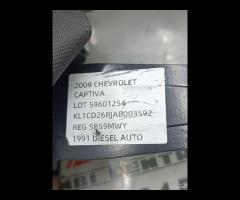 2009 CHEVROLET
CAPTIVA
LOT 59601254
KL1CD26RJAB003592
REG SB59MWY
1991 DIESEL AUTO